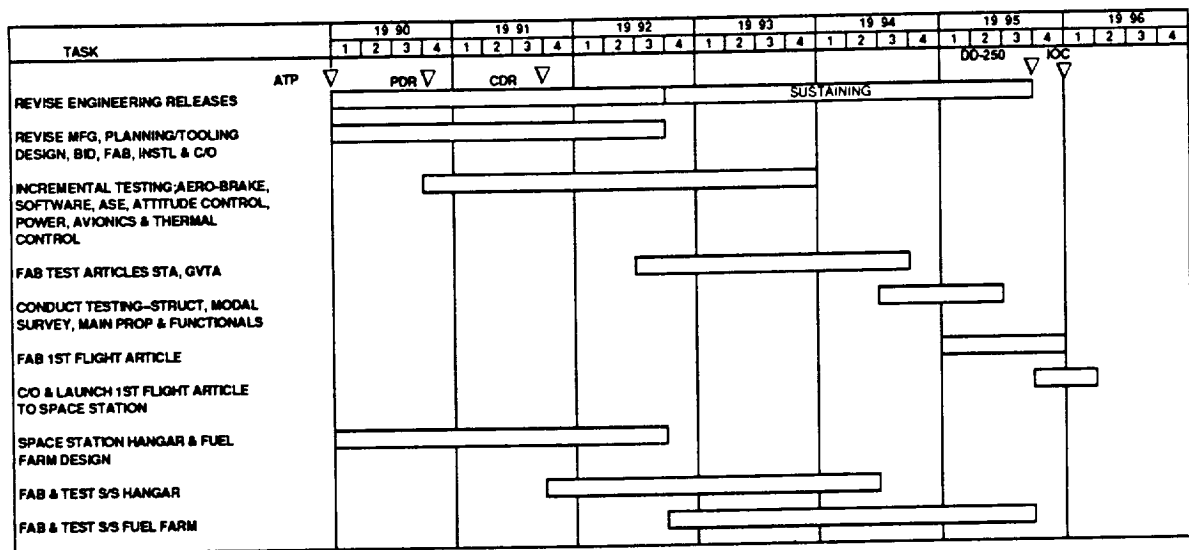 19 90 19 91 19 92 19 93 19 94 19 95 19 96
TASK 1 2 3 4 1 2 3 4 1 2 3 4 1 2 3 4 1 2 3 4 1 2 3 4 1 2 3 4
DD-250 IOC
ATP PDR CDR
REVISE ENGINEERING RELEASES SUSTAINING
REVISE MFG, PLANNING/TOOLING
DESIGN, BID, FAB, INSTL & C/O
INCREMENTAL TESTING;AERO-BRAKE,
SOFTWARE, ASE, ATTITUDE CONTROL,
POWER, AVIONICS & THERMAL
CONTROL
FAB TEST ARTICLES STA, GVTA
CONDUCT TESTING–STRUCT, MODAL
SURVEY, MAIN PROP & FUNCTIONALS
FAB 1ST FLIGHT ARTICLE
C/O & LAUNCH 1ST FLIGHT ARTICLE
TO SPACE STATION
SPACE STATION HANGAR & FUEL
FARM DESIGN
FAB & TEST S/S HANGAR
FAB & TEST S/S FUEL FARM